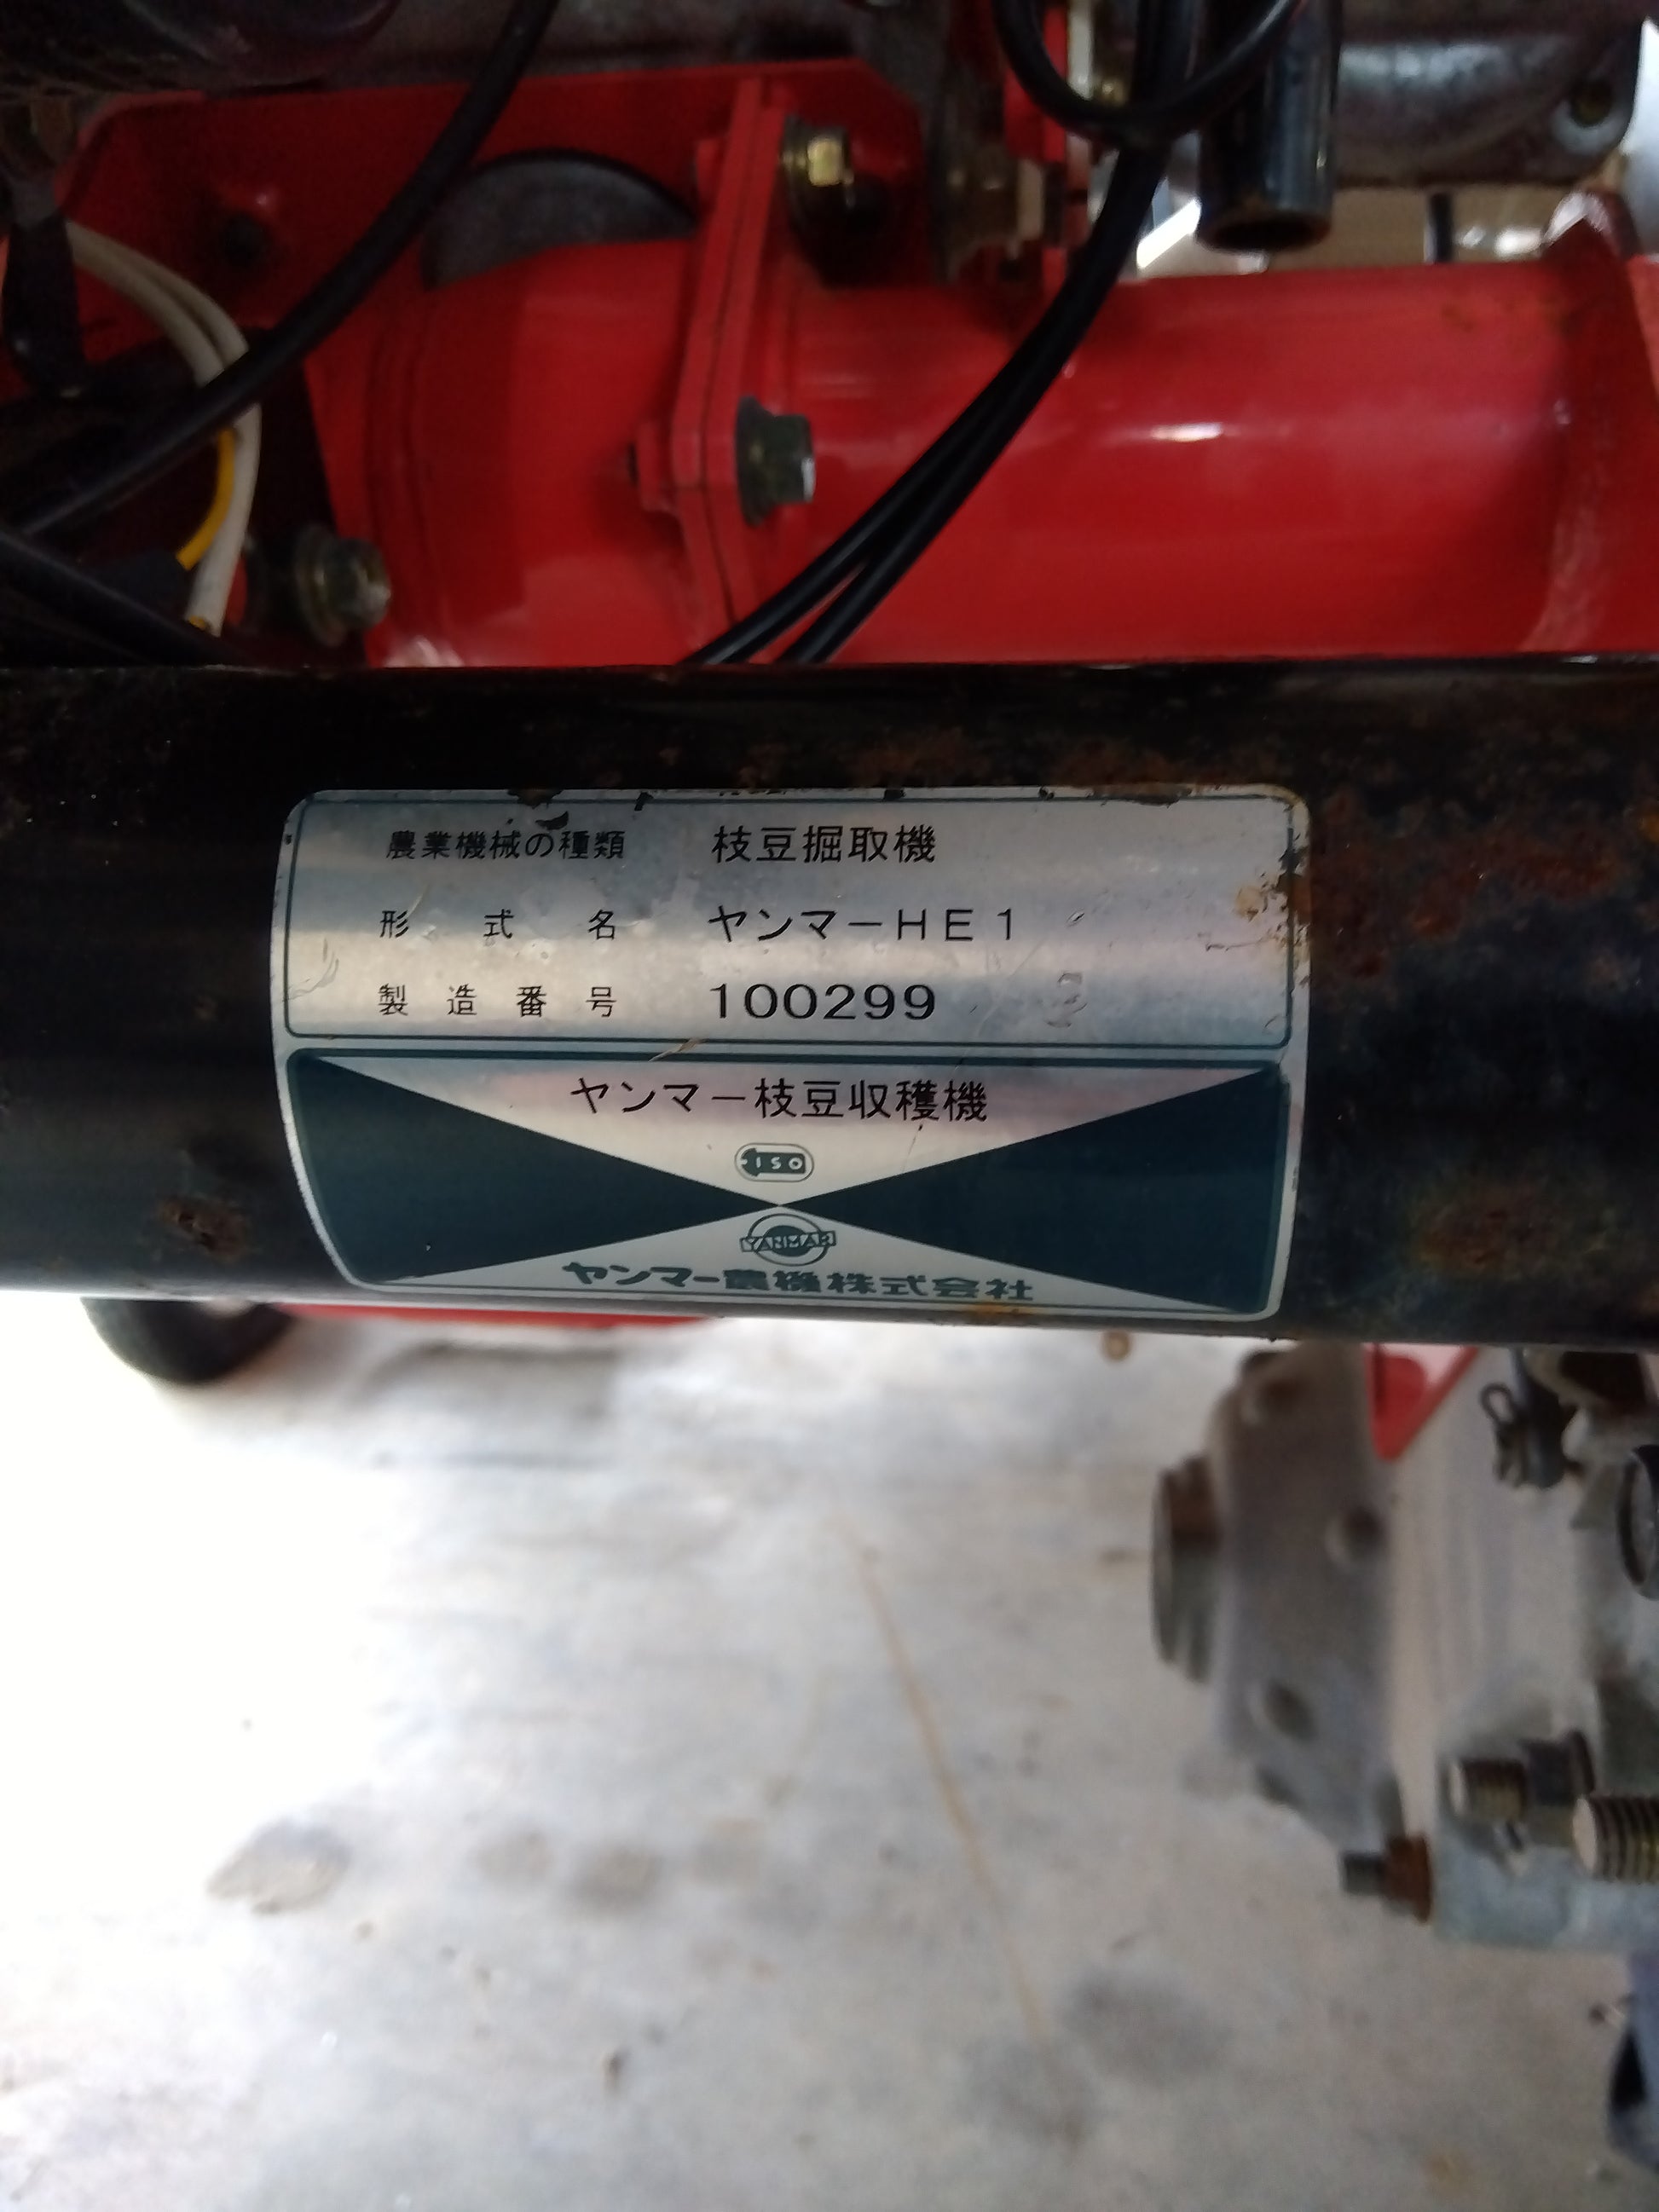 農業機械の種類 枝豆掘取機
形式名 ヤンマーHE1
製造番号 100299
ヤンマー枝豆収穫機
ISO
YANMAR
ヤンマー農機株式会社